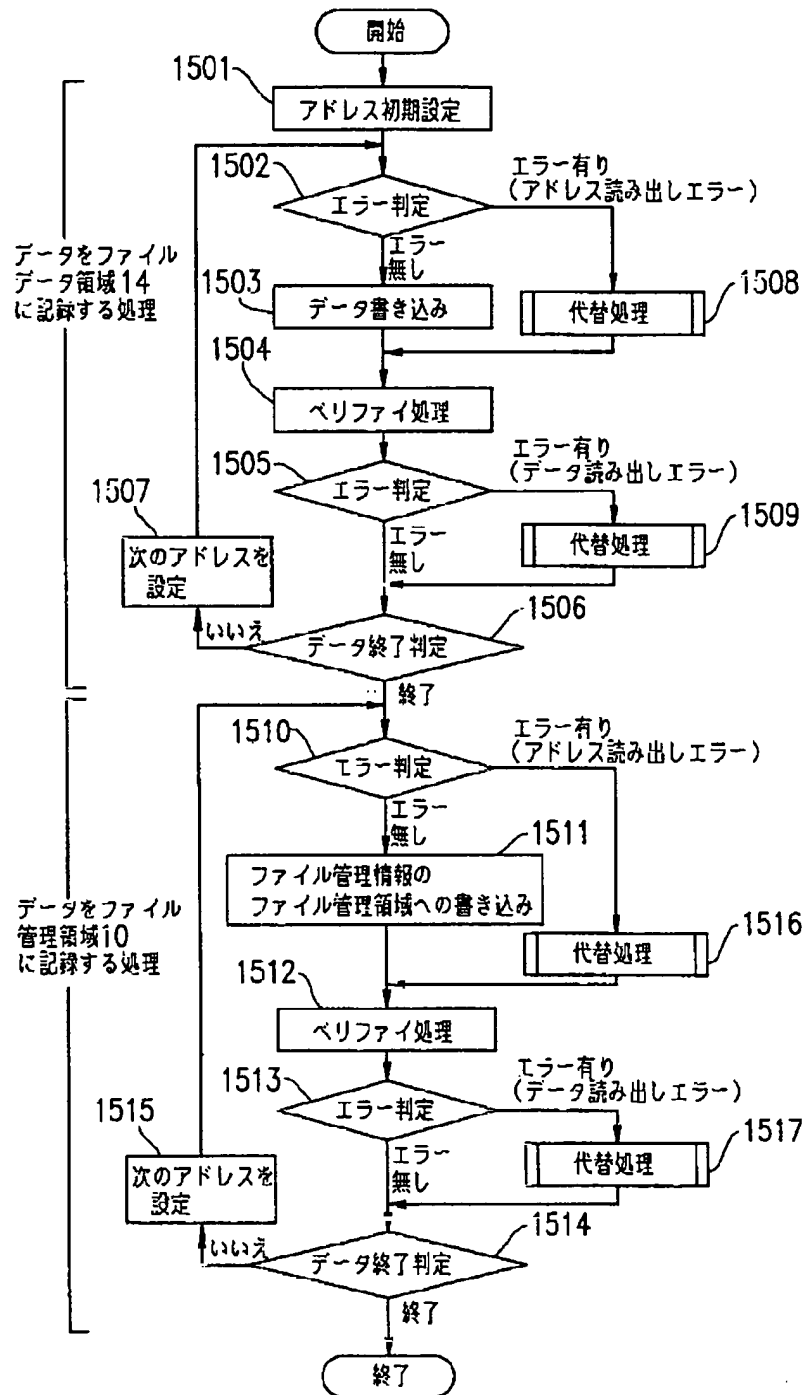 開始
1501
アドレス初期設定
1502
エラー有り
(アドレス読み出しエラー)
エラー判定
エラー
無し
データをファイル
データ領域14
に記録する処理
1503
データ書き込み
代替処理
1508
1504
ベリファイ処理
1505
エラー有り
(データ読み出しエラー)
エラー判定
1507
次のアドレスを
設定
エラー
無し
代替処理
1509
1506
いいえ
データ終了判定
終了
1510
エラー有り
(アドレス読み出しエラー)
エラー判定
エラー
無し
1511
ファイル管理情報の
ファイル管理領域への書き込み
データをファイル
管理領域10
に記録する処理
代替処理
1516
1512
ベリファイ処理
1513
エラー有り
(データ読み出しエラー)
エラー判定
1515
次のアドレスを
設定
エラー
無し
代替処理
1517
1514
いいえ
データ終了判定
終了
終了